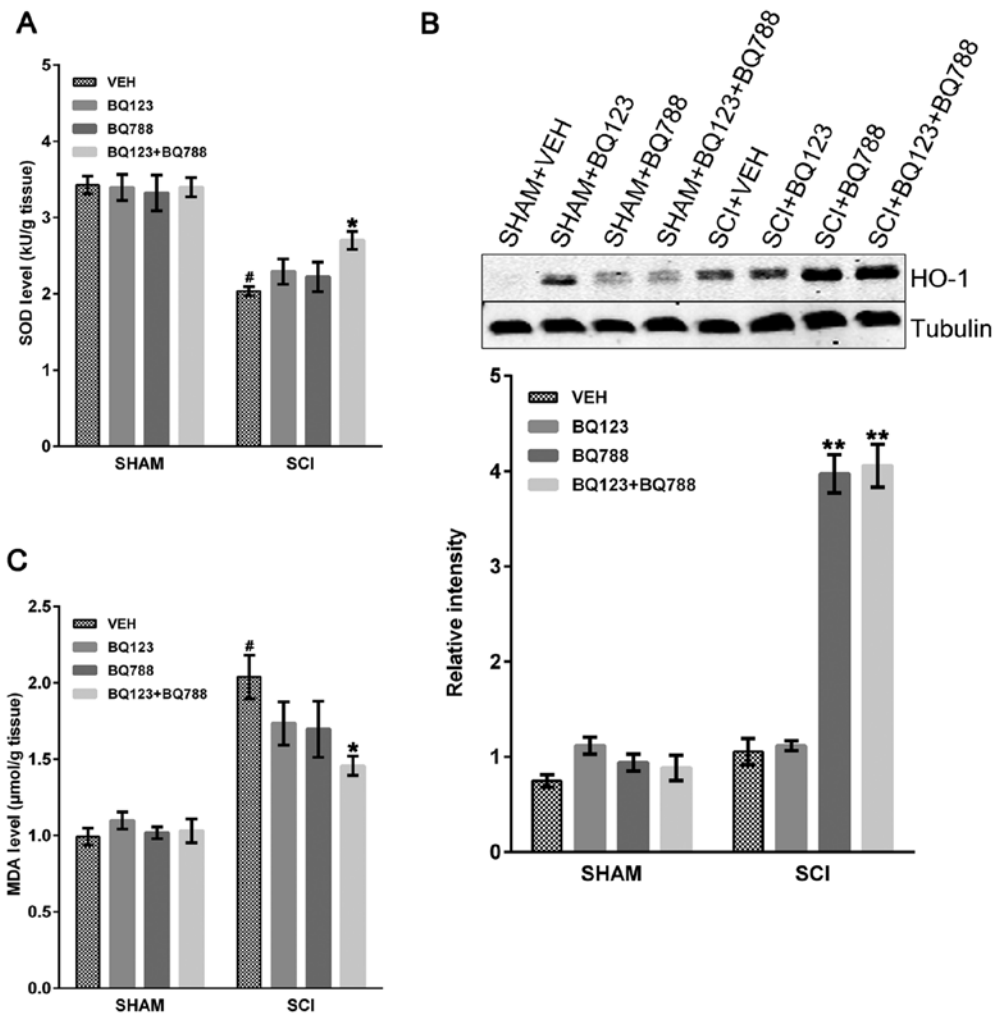 A
SOD level (kU/g tissue)
5
4
3
2
1
0
VEH
BQ123
BQ788
BQ123+BQ788
#
*
SHAM
SCI
B
SHAM+VEH
SHAM+BQ123
SHAM+BQ788
SHAM+BQ123+BQ788
SCI+VEH
SCI+BQ123
SCI+BQ788
SCI+BQ123+BQ788
HO-1
Tubulin
Relative intensity
5
4
3
2
1
0
VEH
BQ123
BQ788
BQ123+BQ788
**
**
SHAM
SCI
C
MDA level (µmol/g tissue)
2.5
2.0
1.5
1.0
0.5
0.0
VEH
BQ123
BQ788
BQ123+BQ788
#
*
SHAM
SCI